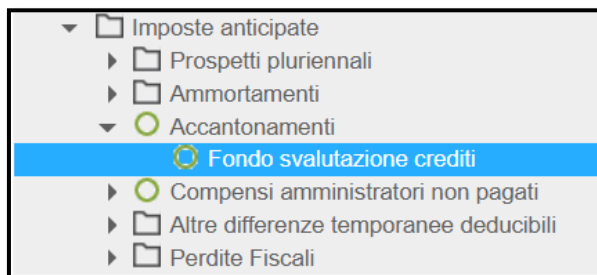 Imposte anticipate
Prospetti pluriennali
Ammortamenti
Accantonamenti
Fondo svalutazione crediti
Compensi amministratori non pagati
Altre differenze temporanee deducibili
Perdite Fiscali